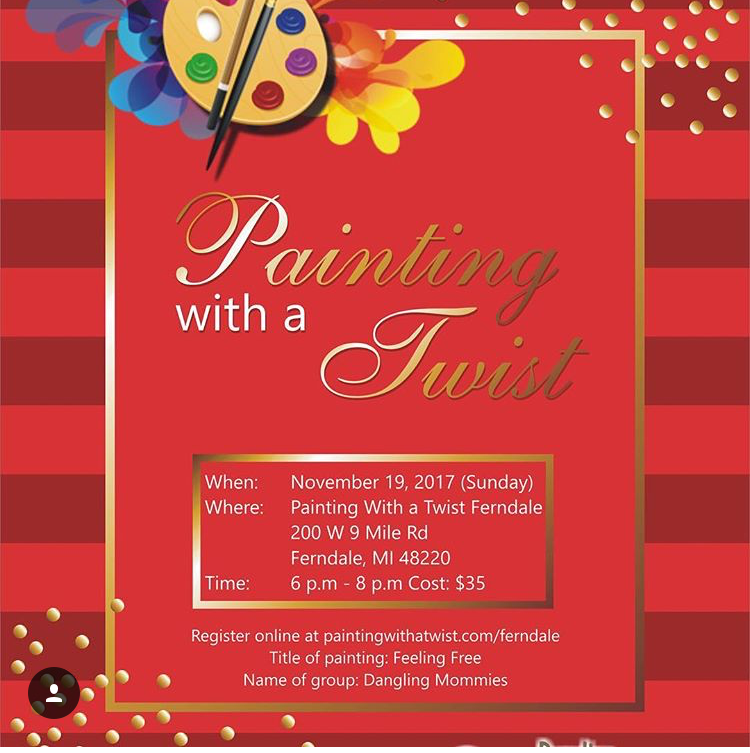 Painting
with a
Twist
When: November 19, 2017 (Sunday)
Where: Painting With a Twist Ferndale
200 W 9 Mile Rd
Ferndale, MI 48220
Time: 6 p.m - 8 p.m Cost: $35
Register online at paintingwithatwist.com/ferndale
Title of painting: Feeling Free
Name of group: Dangling Mommies